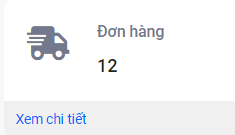 Đơn hàng
12
Xem chi tiết